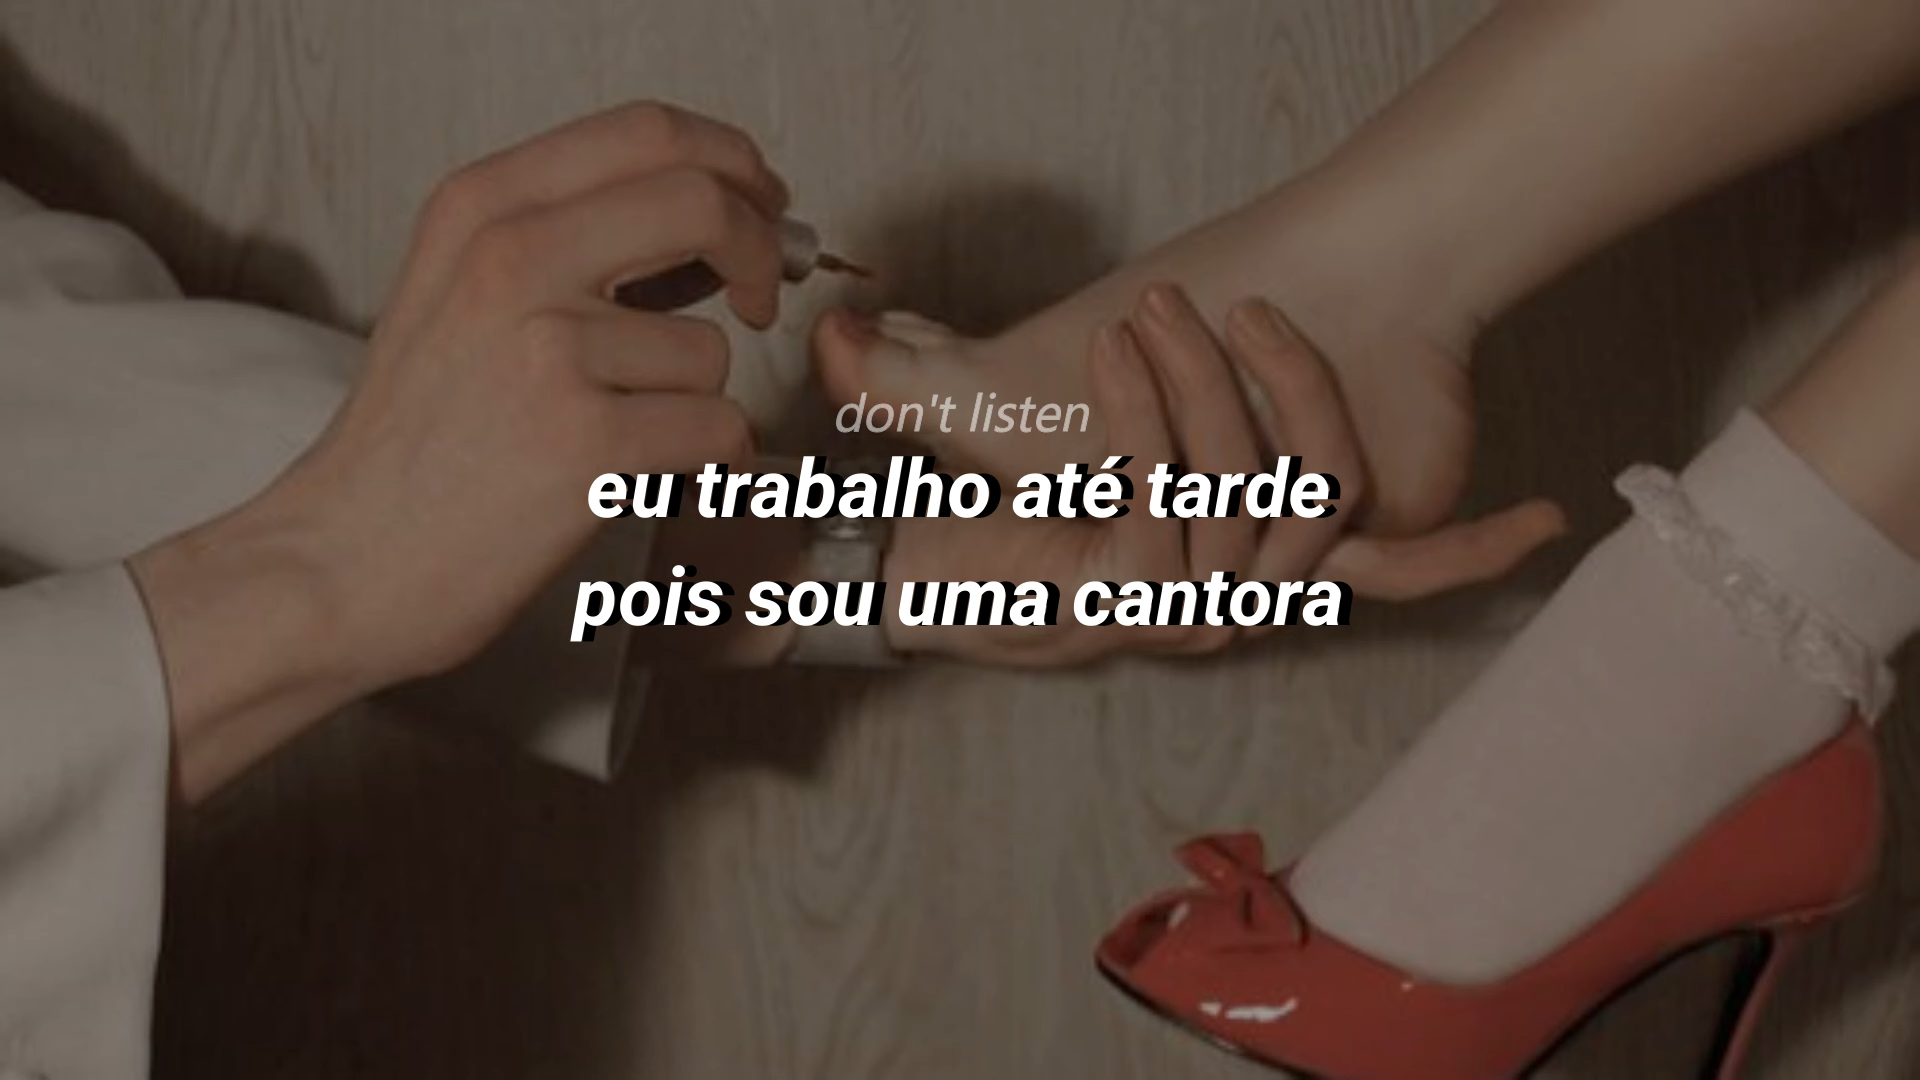 don't listen
eu trabalho até tarde
pois sou uma cantora